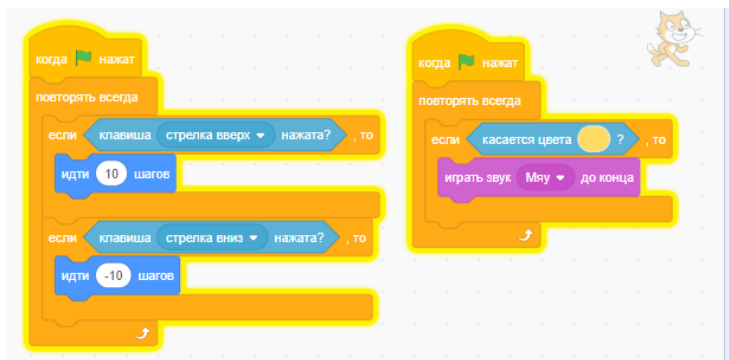 когда нажат
повторять всегда
если клавиша стрелка вверх нажата? , то
идти 10 шагов
если клавиша стрелка вниз нажата? , то
идти -10 шагов
когда нажат
повторять всегда
если касается цвета ? , то
играть звук Мяу до конца